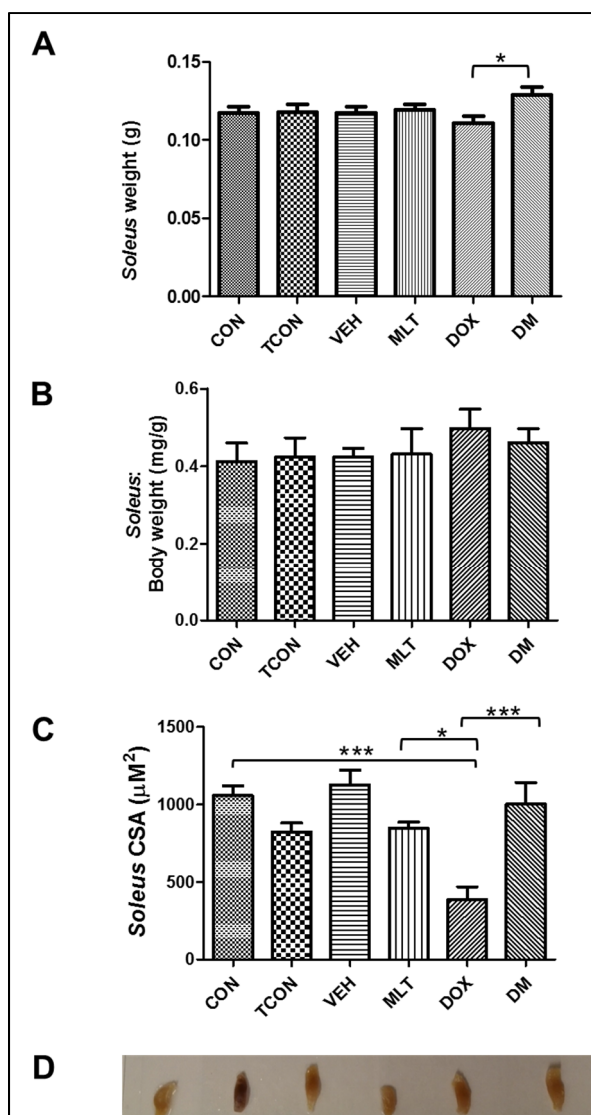 A
Soleus weight (g)
0.15
0.10
0.05
0.00
*
CON TCON VEH MLT DOX DM
B
Soleus:
Body weight (mg/g)
0.6
0.4
0.2
0.0
CON TCON VEH MLT DOX DM
C
Soleus CSA (µM²)
1500
1000
500
0
***
*
***
CON TCON VEH MLT DOX DM
D